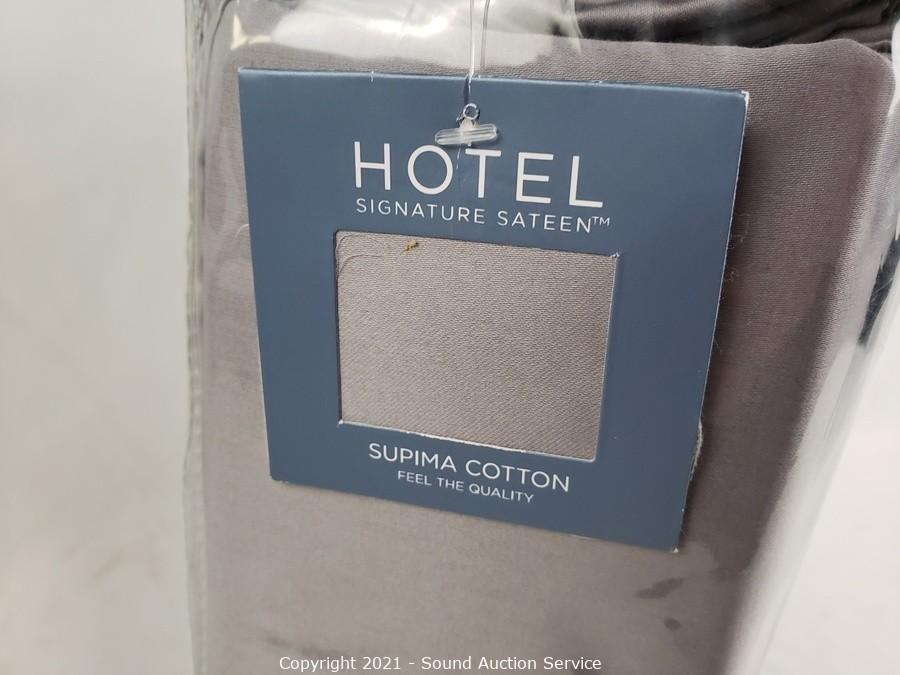 HOTEL
SIGNATURE SATEEN™
SUPIMA COTTON
FEEL THE QUALITY
Copyright 2021 - Sound Auction Service